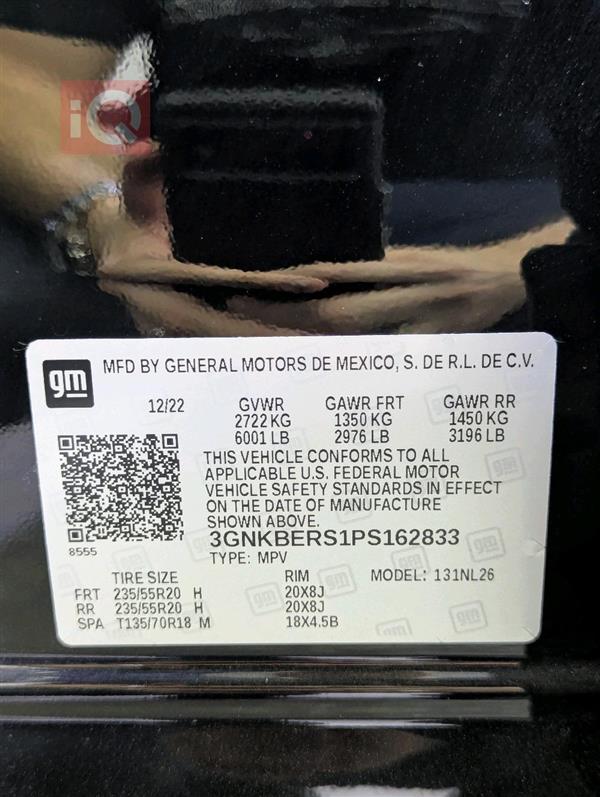 iQ
gm
MFD BY GENERAL MOTORS DE MEXICO, S. DE R.L. DE C.V.
12/22 GVWR GAWR FRT GAWR RR
2722 KG 1350 KG 1450 KG
6001 LB 2976 LB 3196 LB
THIS VEHICLE CONFORMS TO ALL
APPLICABLE U.S. FEDERAL MOTOR
VEHICLE SAFETY STANDARDS IN EFFECT
ON THE DATE OF MANUFACTURE
SHOWN ABOVE.
8555
3GNKBERS1PS162833
TYPE: MPV
TIRE SIZE RIM MODEL: 131NL26
FRT 235/55R20 H 20X8J
RR 235/55R20 H 20X8J
SPA T135/70R18 M 18X4.5B